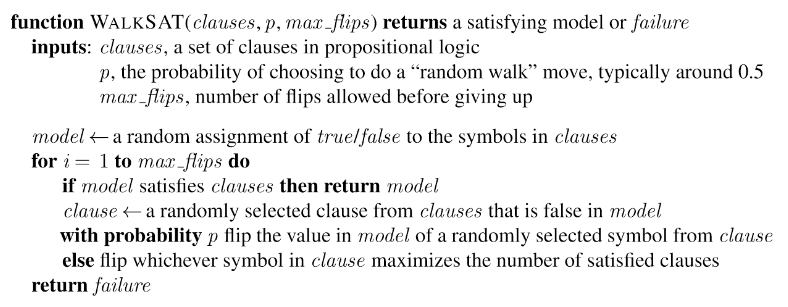 function WALKSAT(clauses, p, max_flips) returns a satisfying model or failure
inputs: clauses, a set of clauses in propositional logic
p, the probability of choosing to do a “random walk” move, typically around 0.5
max_flips, number of flips allowed before giving up
model ← a random assignment of true/false to the symbols in clauses
for i = 1 to max_flips do
if model satisfies clauses then return model
clause ← a randomly selected clause from clauses that is false in model
with probability p flip the value in model of a randomly selected symbol from clause
else flip whichever symbol in clause maximizes the number of satisfied clauses
return failure